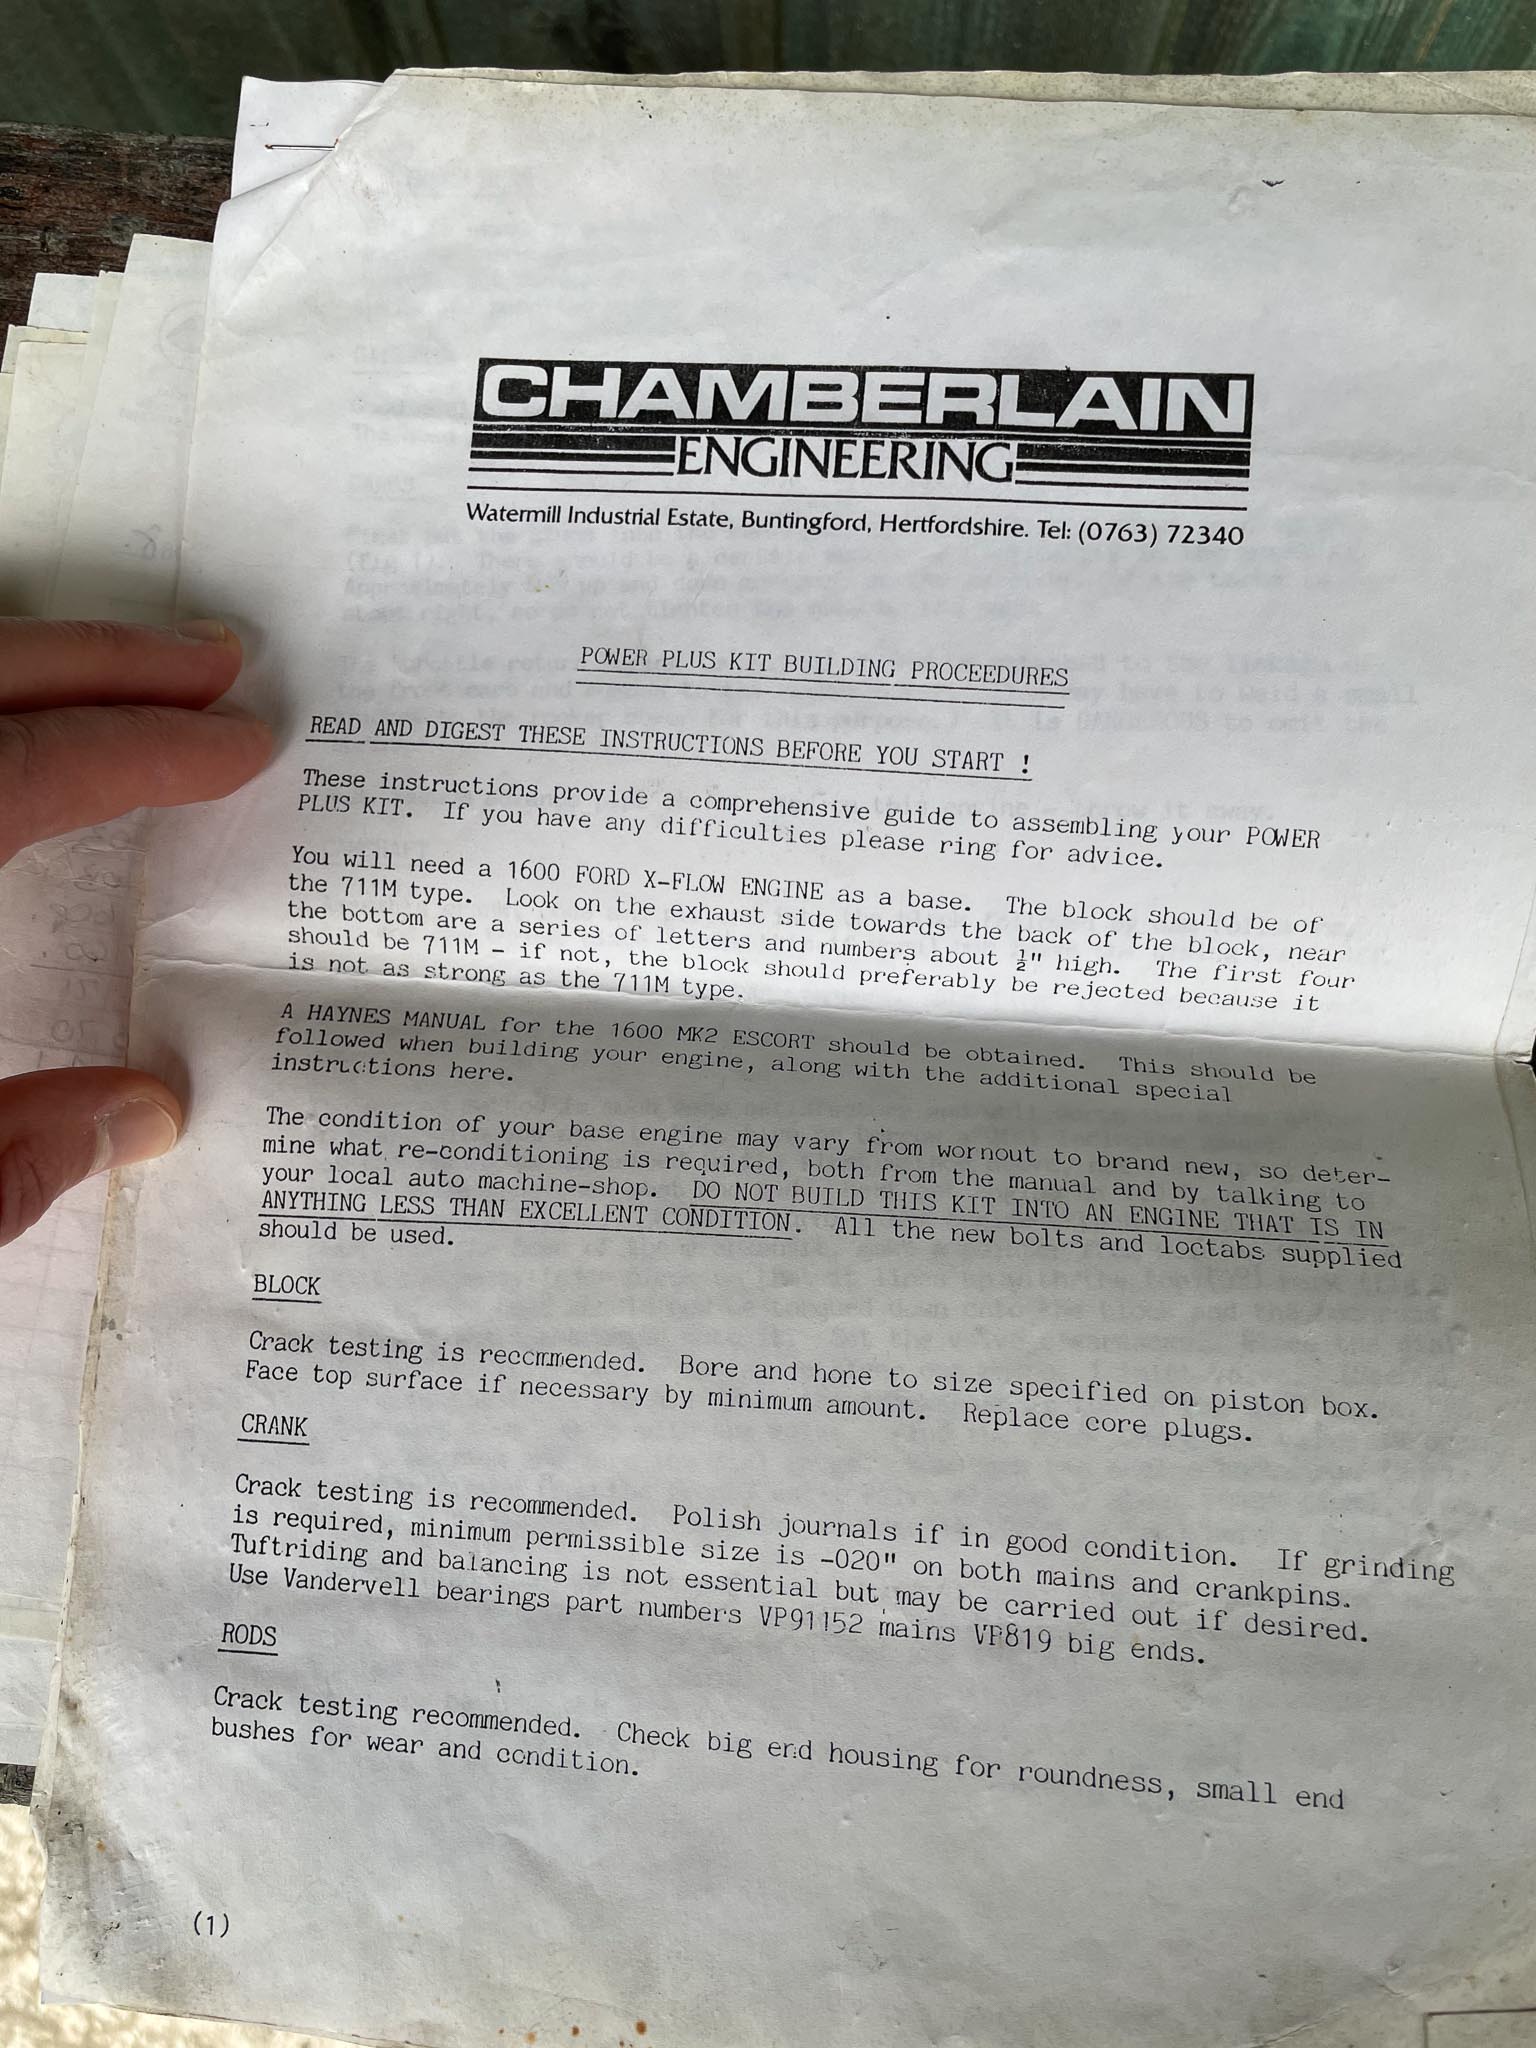 CHAMBERLAIN
ENGINEERING
Watermill Industrial Estate, Buntingford, Hertfordshire. Tel: (0763) 72340
POWER PLUS KIT BUILDING PROCEEDURES
READ AND DIGEST THESE INSTRUCTIONS BEFORE YOU START !
These instructions provide a comprehensive guide to assembling your POWER
PLUS KIT. If you have any difficulties please ring for advice.
You will need a 1600 FORD X-FLOW ENGINE as a base. The block should be of
the 711M type. Look on the exhaust side towards the back of the block, near
the bottom are a series of letters and numbers about ½" high. The first four
should be 711M - if not, the block should preferably be rejected because it
is not as strong as the 711M type.
A HAYNES MANUAL for the 1600 MK2 ESCORT should be obtained. This should be
followed when building your engine, along with the additional special
instructions here.
The condition of your base engine may vary from wornout to brand new, so deter-
mine what re-conditioning is required, both from the manual and by talking to
your local auto machine-shop. DO NOT BUILD THIS KIT INTO AN ENGINE THAT IS IN
ANYTHING LESS THAN EXCELLENT CONDITION. All the new bolts and loctabs supplied
should be used.
BLOCK
Crack testing is recommended. Bore and hone to size specified on piston box.
Face top surface if necessary by minimum amount. Replace core plugs.
CRANK
Crack testing is recommended. Polish journals if in good condition. If grinding
is required, minimum permissible size is -020" on both mains and crankpins.
Tuftriding and balancing is not essential but may be carried out if desired.
Use Vandervell bearings part numbers VP91152 mains VP819 big ends.
RODS
Crack testing recommended. Check big end housing for roundness, small end
bushes for wear and condition.
(1)